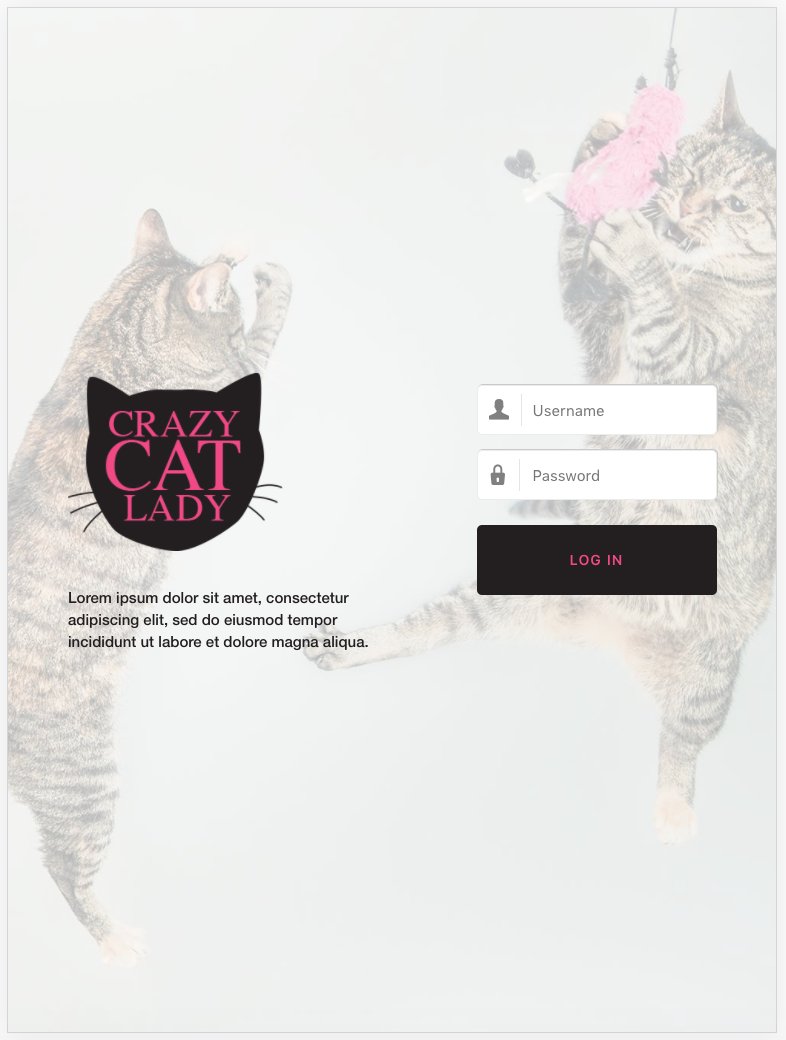 CRAZY
CAT
LADY
Lorem ipsum dolor sit amet, consectetur
adipiscing elit, sed do eiusmod tempor
incididunt ut labore et dolore magna aliqua.
Username
Password
LOG IN